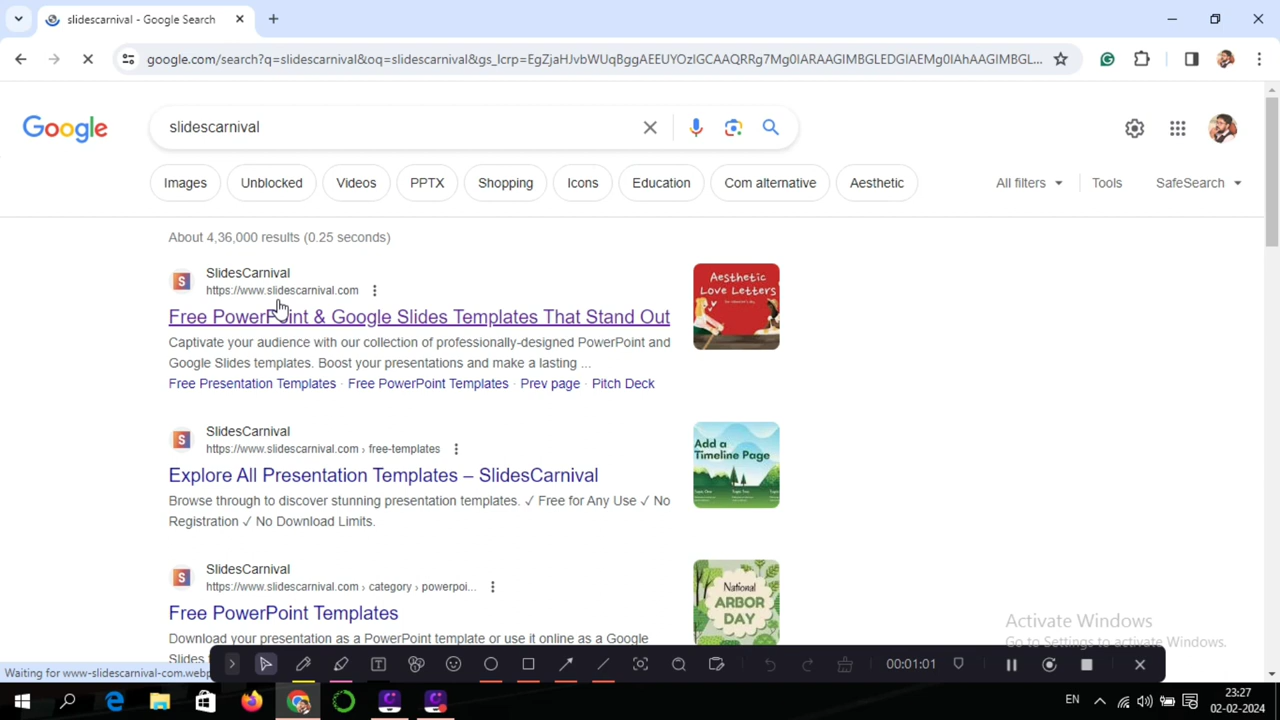 slidescarnival - Google Search
google.com/search?q=slidescarnival&oq=slidescarnival&gs_lcrp=EgZjaHJvbWUqBggAEEUYOzIGCAAQRRg7Mg0IARAAGIMBGLEDGIAEMg0IAhAAGIMBGL...
Google
slidescarnival
Images Unblocked Videos PPTX Shopping Icons Education Com alternative Aesthetic All filters Tools SafeSearch
About 4,36,000 results (0.25 seconds)
SlidesCarnival
https://www.slidescarnival.com
Free PowerPoint & Google Slides Templates That Stand Out
Captivate your audience with our collection of professionally-designed PowerPoint and
Google Slides templates. Boost your presentations and make a lasting ...
Free Presentation Templates · Free PowerPoint Templates · Prev page · Pitch Deck
Aesthetic
Love Letters
SlidesCarnival
https://www.slidescarnival.com › free-templates
Explore All Presentation Templates – SlidesCarnival
Browse through to discover stunning presentation templates. ✓ Free for Any Use ✓ No
Registration ✓ No Download Limits.
Add a
Timeline Page
SlidesCarnival
https://www.slidescarnival.com › category › powerpoi...
Free PowerPoint Templates
Download your presentation as a PowerPoint template or use it online as a Google
Slides
National
ARBOR
DAY
Activate Windows
Go to Settings to activate Windows.
Waiting for www-slidescarnival-com.webp
00:01:01
EN
23:27
02-02-2024